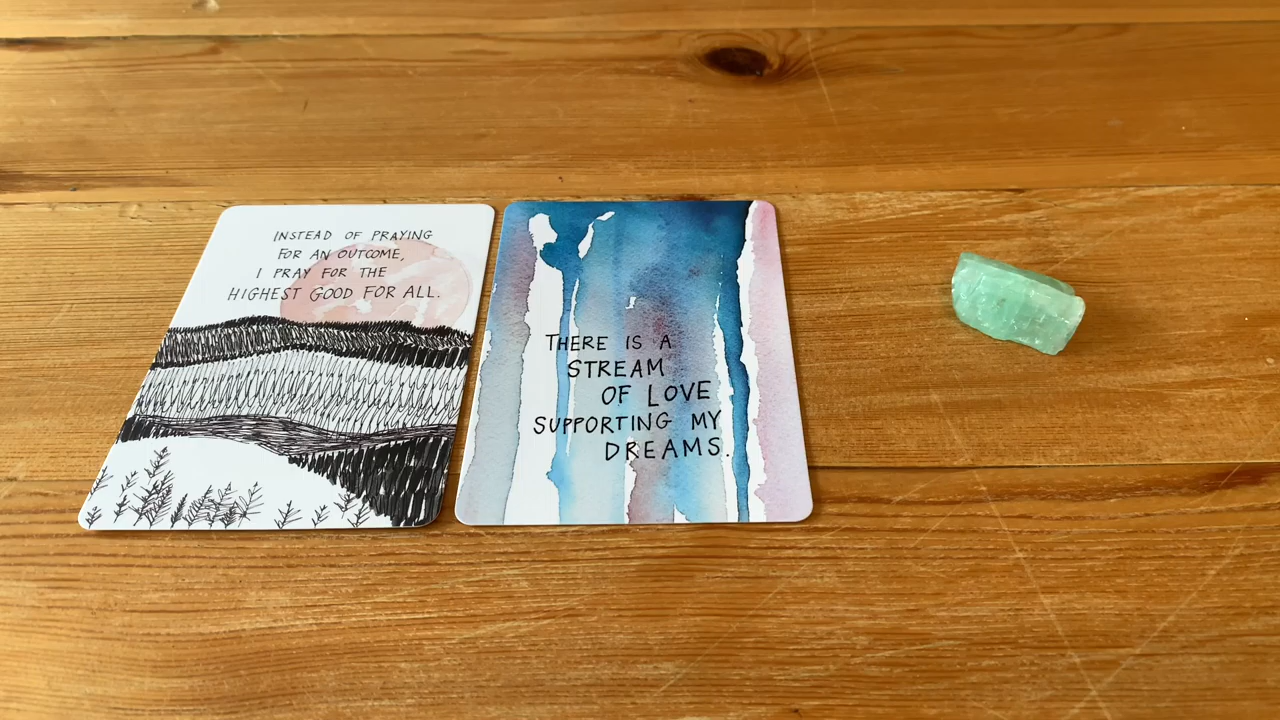 INSTEAD OF PRAYING
FOR AN OUTCOME,
I PRAY FOR THE
HIGHEST GOOD FOR ALL.
THERE IS A
STREAM
OF LOVE
SUPPORTING MY
DREAMS.